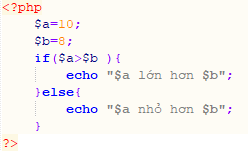 <?php
$a=10;
$b=8;
if($a>$b ){
echo "$a lớn hơn $b";
}else{
echo "$a nhỏ hơn $b";
}
?>